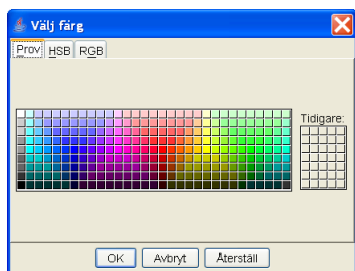 Välj färg
Prov HSB RGB
Tidigare:
OK Avbryt Återställ